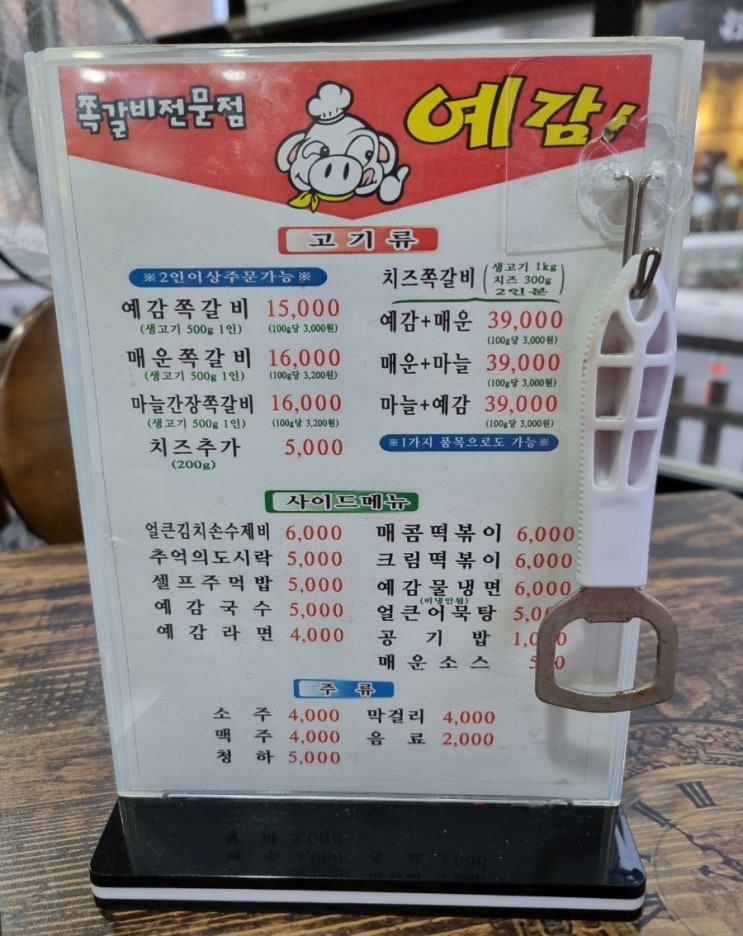 쪽갈비전문점
예감
고기류
※2인이상주문가능※
예감쪽갈비 15,000
(생고기 500g 1인) (100g당 3,000원)
매운쪽갈비 16,000
(생고기 500g 1인) (100g당 3,200원)
마늘간장쪽갈비 16,000
(생고기 500g 1인) (100g당 3,200원)
치즈추가 5,000
(200g)
치즈쪽갈비 (생고기 1kg
치즈 300g
2인분)
예감+매운 39,000
(100g당 3,000원)
매운+마늘 39,000
(100g당 3,000원)
마늘+예감 39,000
(100g당 3,000원)
※1가지 품목으로도 가능※
사이드메뉴
얼큰김치손수제비 6,000
추억의도시락 5,000
셀프주먹밥 5,000
예감국수 5,000
예감라면 4,000
매콤떡볶이 6,000
크림떡볶이 6,000
예감물냉면 6,000
(비냉안됨)
얼큰어묵탕
공기밥
매운소스
주류
소주 4,000
맥주 4,000
청하 5,000
막걸리 4,000
음료 2,000